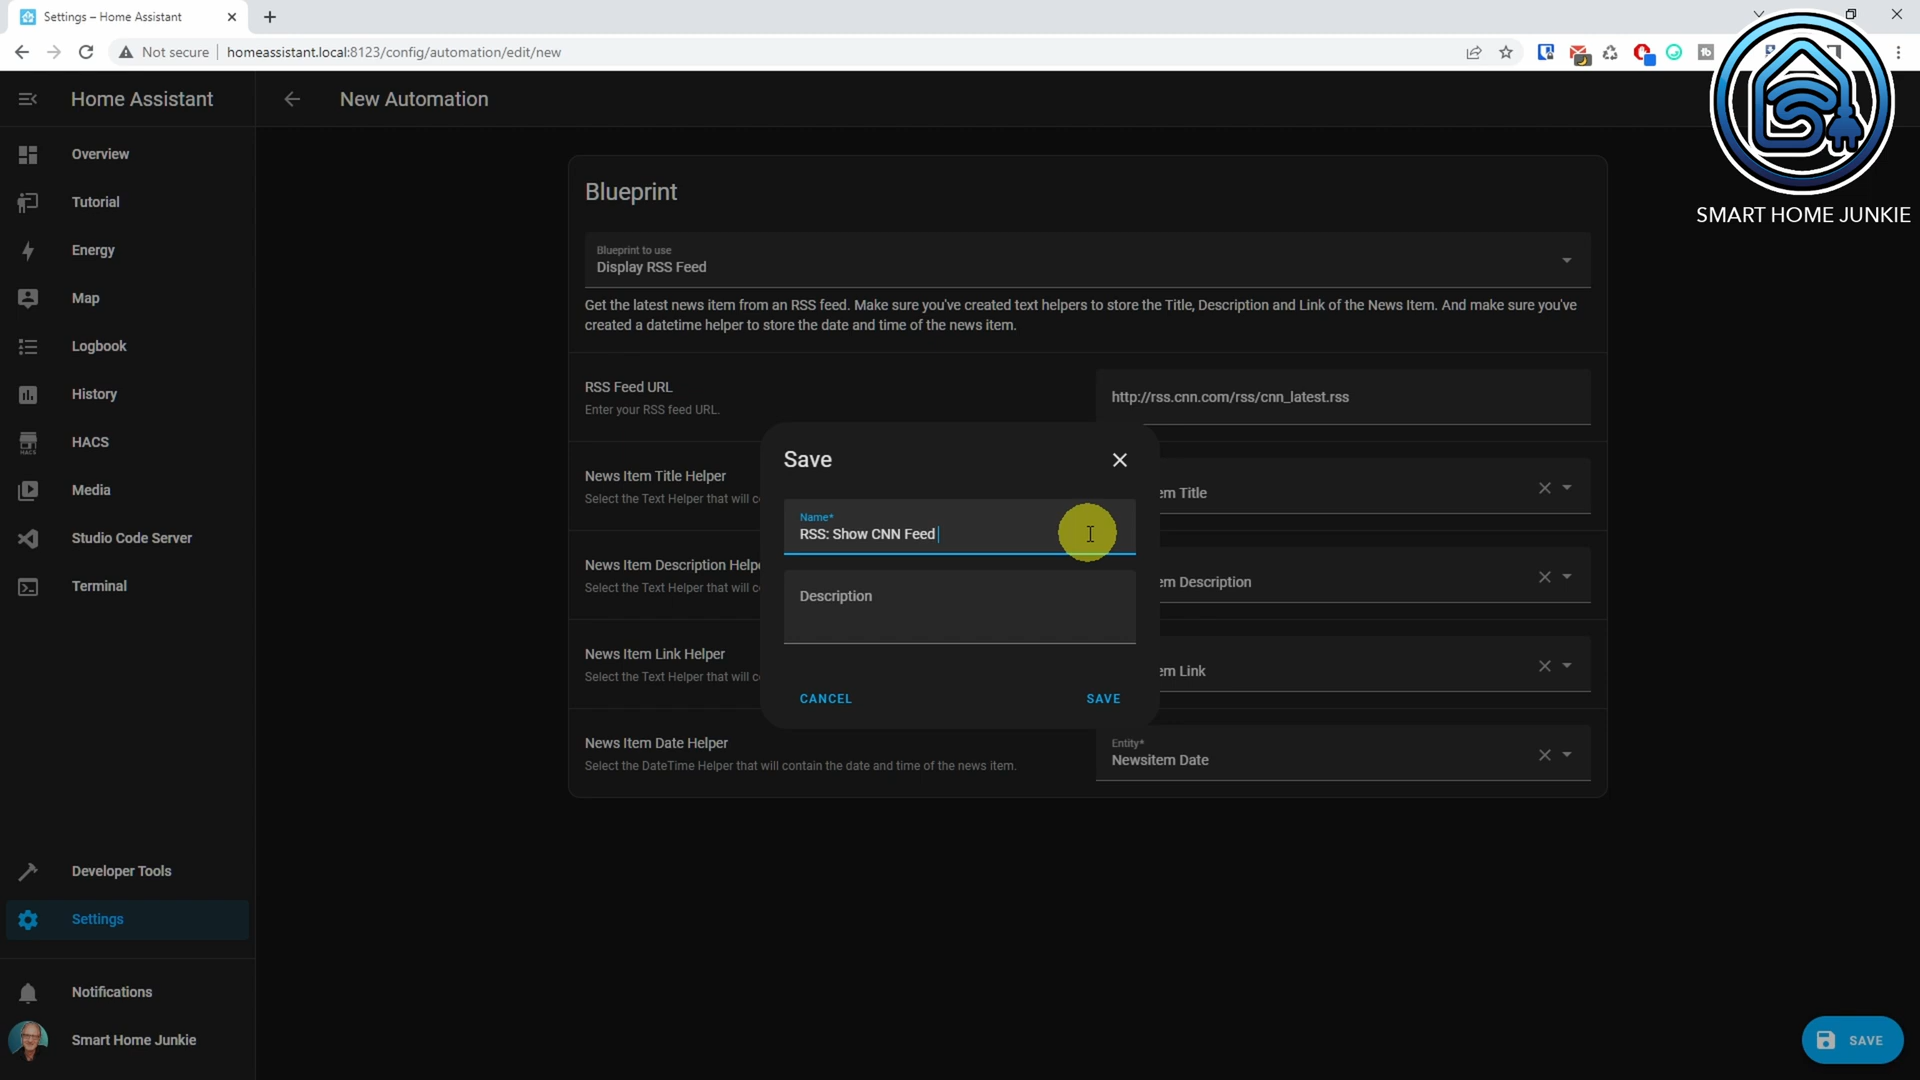 Settings – Home Assistant
Not secure
homeassistant.local:8123/config/automation/edit/new
SMART HOME JUNKIE
Home Assistant
New Automation
Overview
Tutorial
Energy
Map
Logbook
History
HACS
Media
Studio Code Server
Terminal
Developer Tools
Settings
Notifications
Smart Home Junkie
Blueprint
Blueprint to use
Display RSS Feed
Get the latest news item from an RSS feed. Make sure you've created text helpers to store the Title, Description and Link of the News Item. And make sure you've
created a datetime helper to store the date and time of the news item.
RSS Feed URL
Enter your RSS feed URL.
http://rss.cnn.com/rss/cnn_latest.rss
News Item Title Helper
Select the Text Helper that will
Title
News Item Description
Select the Text Helper that will
Description
News Item Link Helper
Select the Text Helper that will
Link
News Item Date Helper
Select the DateTime Helper that will contain the date and time of the news item.
Entity*
Newsitem Date
Save
Name*
RSS: Show CNN Feed
Description
CANCEL
SAVE
SAVE